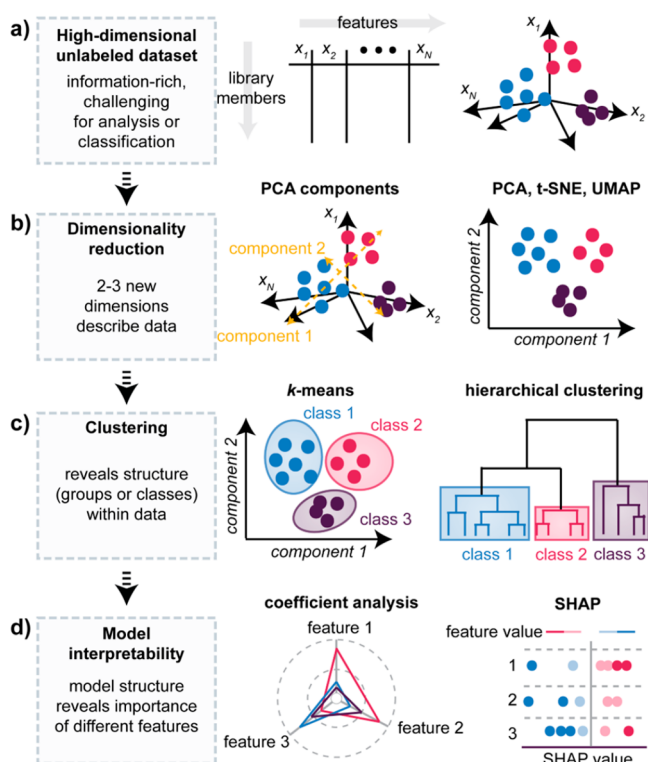 a)
High-dimensional
unlabeled dataset
information-rich,
challenging
for analysis or
classification
features
library
members
x1 x2 ••• xN
x1
xN
x2
b)
Dimensionality
reduction
2-3 new
dimensions
describe data
PCA components
x1
component 2
xN
x2
component 1
PCA, t-SNE, UMAP
component 2
component 1
c)
Clustering
reveals structure
(groups or classes)
within data
k-means
class 1
class 2
class 3
component 2
component 1
hierarchical clustering
class 1 class 2 class 3
d)
Model
interpretability
model structure
reveals importance
of different features
coefficient analysis
feature 1
feature 2
feature 3
SHAP
feature value
1
2
3
SHAP value